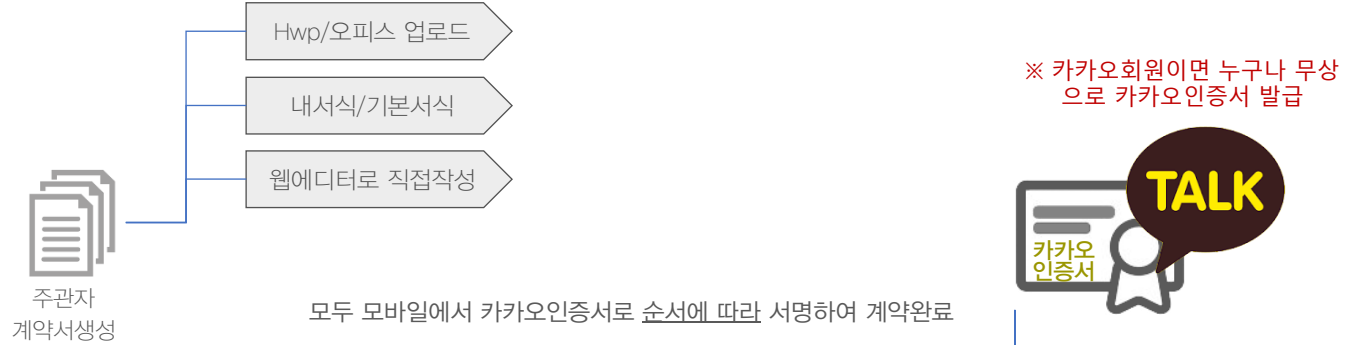 Hwp/오피스 업로드
내서식/기본서식
웹에디터로 직접작성
주관자
계약서생성
※ 카카오회원이면 누구나 무상
으로 카카오인증서 발급
TALK
카카오
인증서
모두 모바일에서 카카오인증서로 순서에 따라 서명하여 계약완료